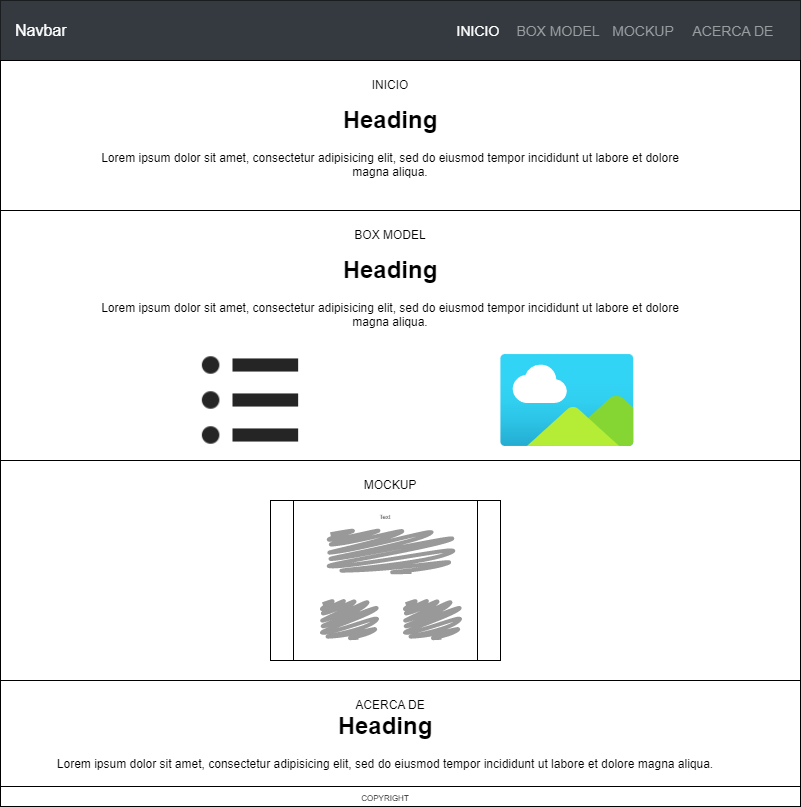 Navbar
INICIO BOX MODEL MOCKUP ACERCA DE
INICIO
Heading
Lorem ipsum dolor sit amet, consectetur adipisicing elit, sed do eiusmod tempor incididunt ut labore et dolore
magna aliqua.
BOX MODEL
Heading
Lorem ipsum dolor sit amet, consectetur adipisicing elit, sed do eiusmod tempor incididunt ut labore et dolore
magna aliqua.
MOCKUP
Text
ACERCA DE
Heading
Lorem ipsum dolor sit amet, consectetur adipisicing elit, sed do eiusmod tempor incididunt ut labore et dolore magna aliqua.
COPYRIGHT